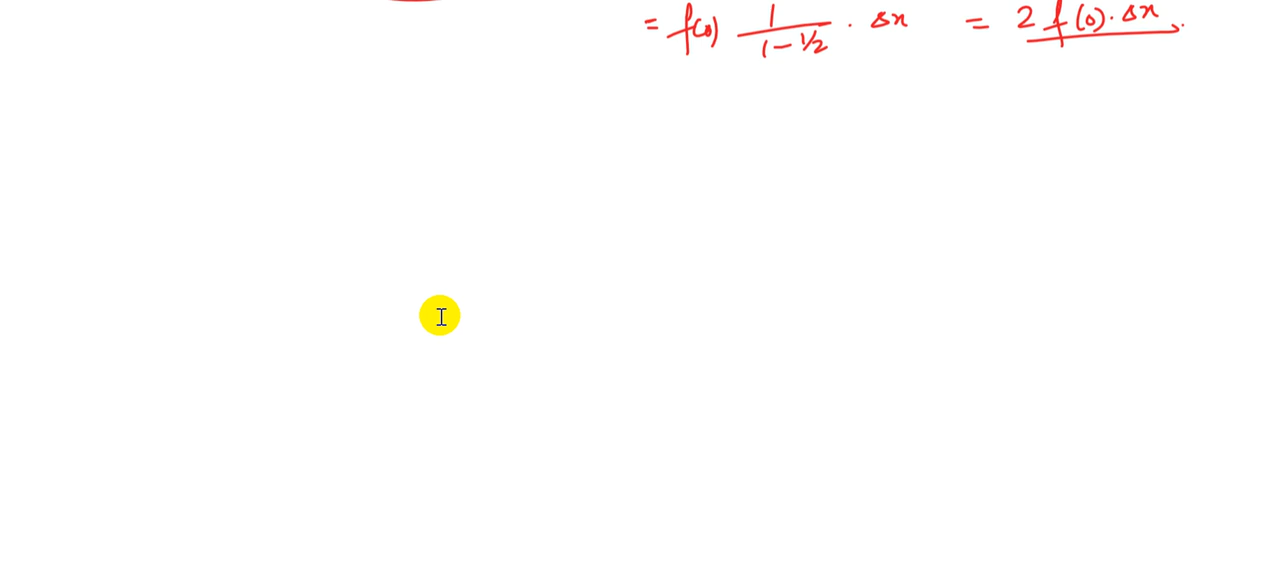 = f(0) 1/(1 - 1/2) · Δx = 2 f(0) · Δx.